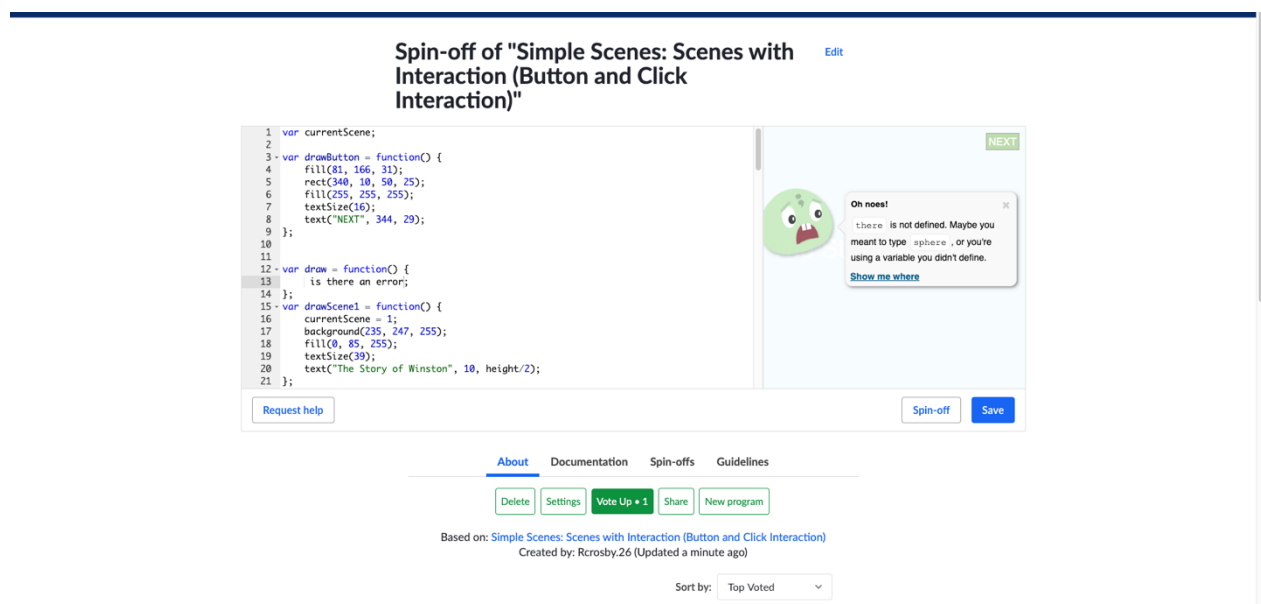 Spin-off of "Simple Scenes: Scenes with
Interaction (Button and Click
Interaction)"
Edit
1 var currentScene;
2
3 var drawButton = function() {
4 fill(81, 166, 31);
5 rect(340, 10, 50, 25);
6 fill(255, 255, 255);
7 textSize(16);
8 text("NEXT", 344, 29);
9 };
10
11
12 var draw = function() {
13 is there an error;
14 };
15 var drawScene1 = function() {
16 currentScene = 1;
17 background(235, 247, 255);
18 fill(0, 85, 255);
19 textSize(39);
20 text("The Story of Winston", 10, height/2);
21 };
NEXT
Oh noes! ×
there is not defined. Maybe you
meant to type sphere , or you're
using a variable you didn't define.
Show me where
Request help Spin-off Save
About Documentation Spin-offs Guidelines
Delete Settings Vote Up • 1 Share New program
Based on: Simple Scenes: Scenes with Interaction (Button and Click Interaction)
Created by: Rcrosby.26 (Updated a minute ago)
Sort by: Top Voted